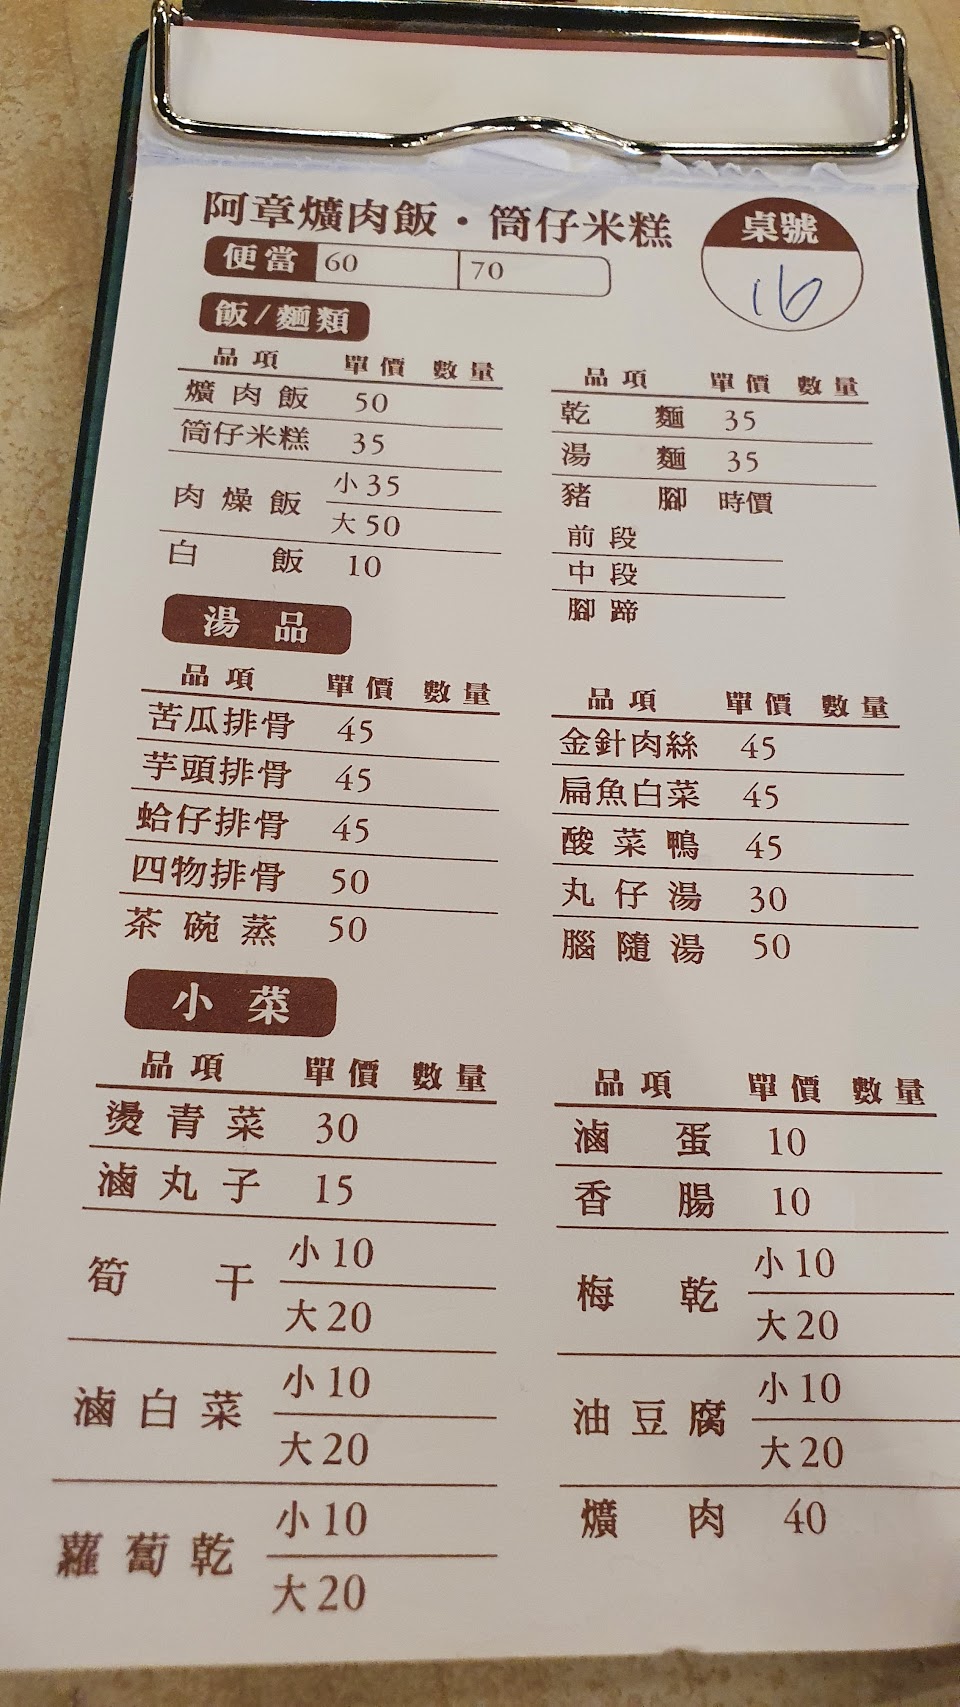 阿章爌肉飯・筒仔米糕
桌號
16
便當 60 70
飯/麵類
品項 單價 數量
爌肉飯 50
筒仔米糕 35
肉燥飯 小35
大50
白飯 10
品項 單價 數量
乾麵 35
湯麵 35
豬腳 時價
前段
中段
腳蹄
湯品
品項 單價 數量
苦瓜排骨 45
芋頭排骨 45
蛤仔排骨 45
四物排骨 50
茶碗蒸 50
品項 單價 數量
金針肉絲 45
扁魚白菜 45
酸菜鴨 45
丸仔湯 30
腦隨湯 50
小菜
品項 單價 數量
燙青菜 30
滷丸子 15
筍干 小10
大20
滷白菜 小10
大20
蘿蔔乾 小10
大20
品項 單價 數量
滷蛋 10
香腸 10
梅乾 小10
大20
油豆腐 小10
大20
爌肉 40